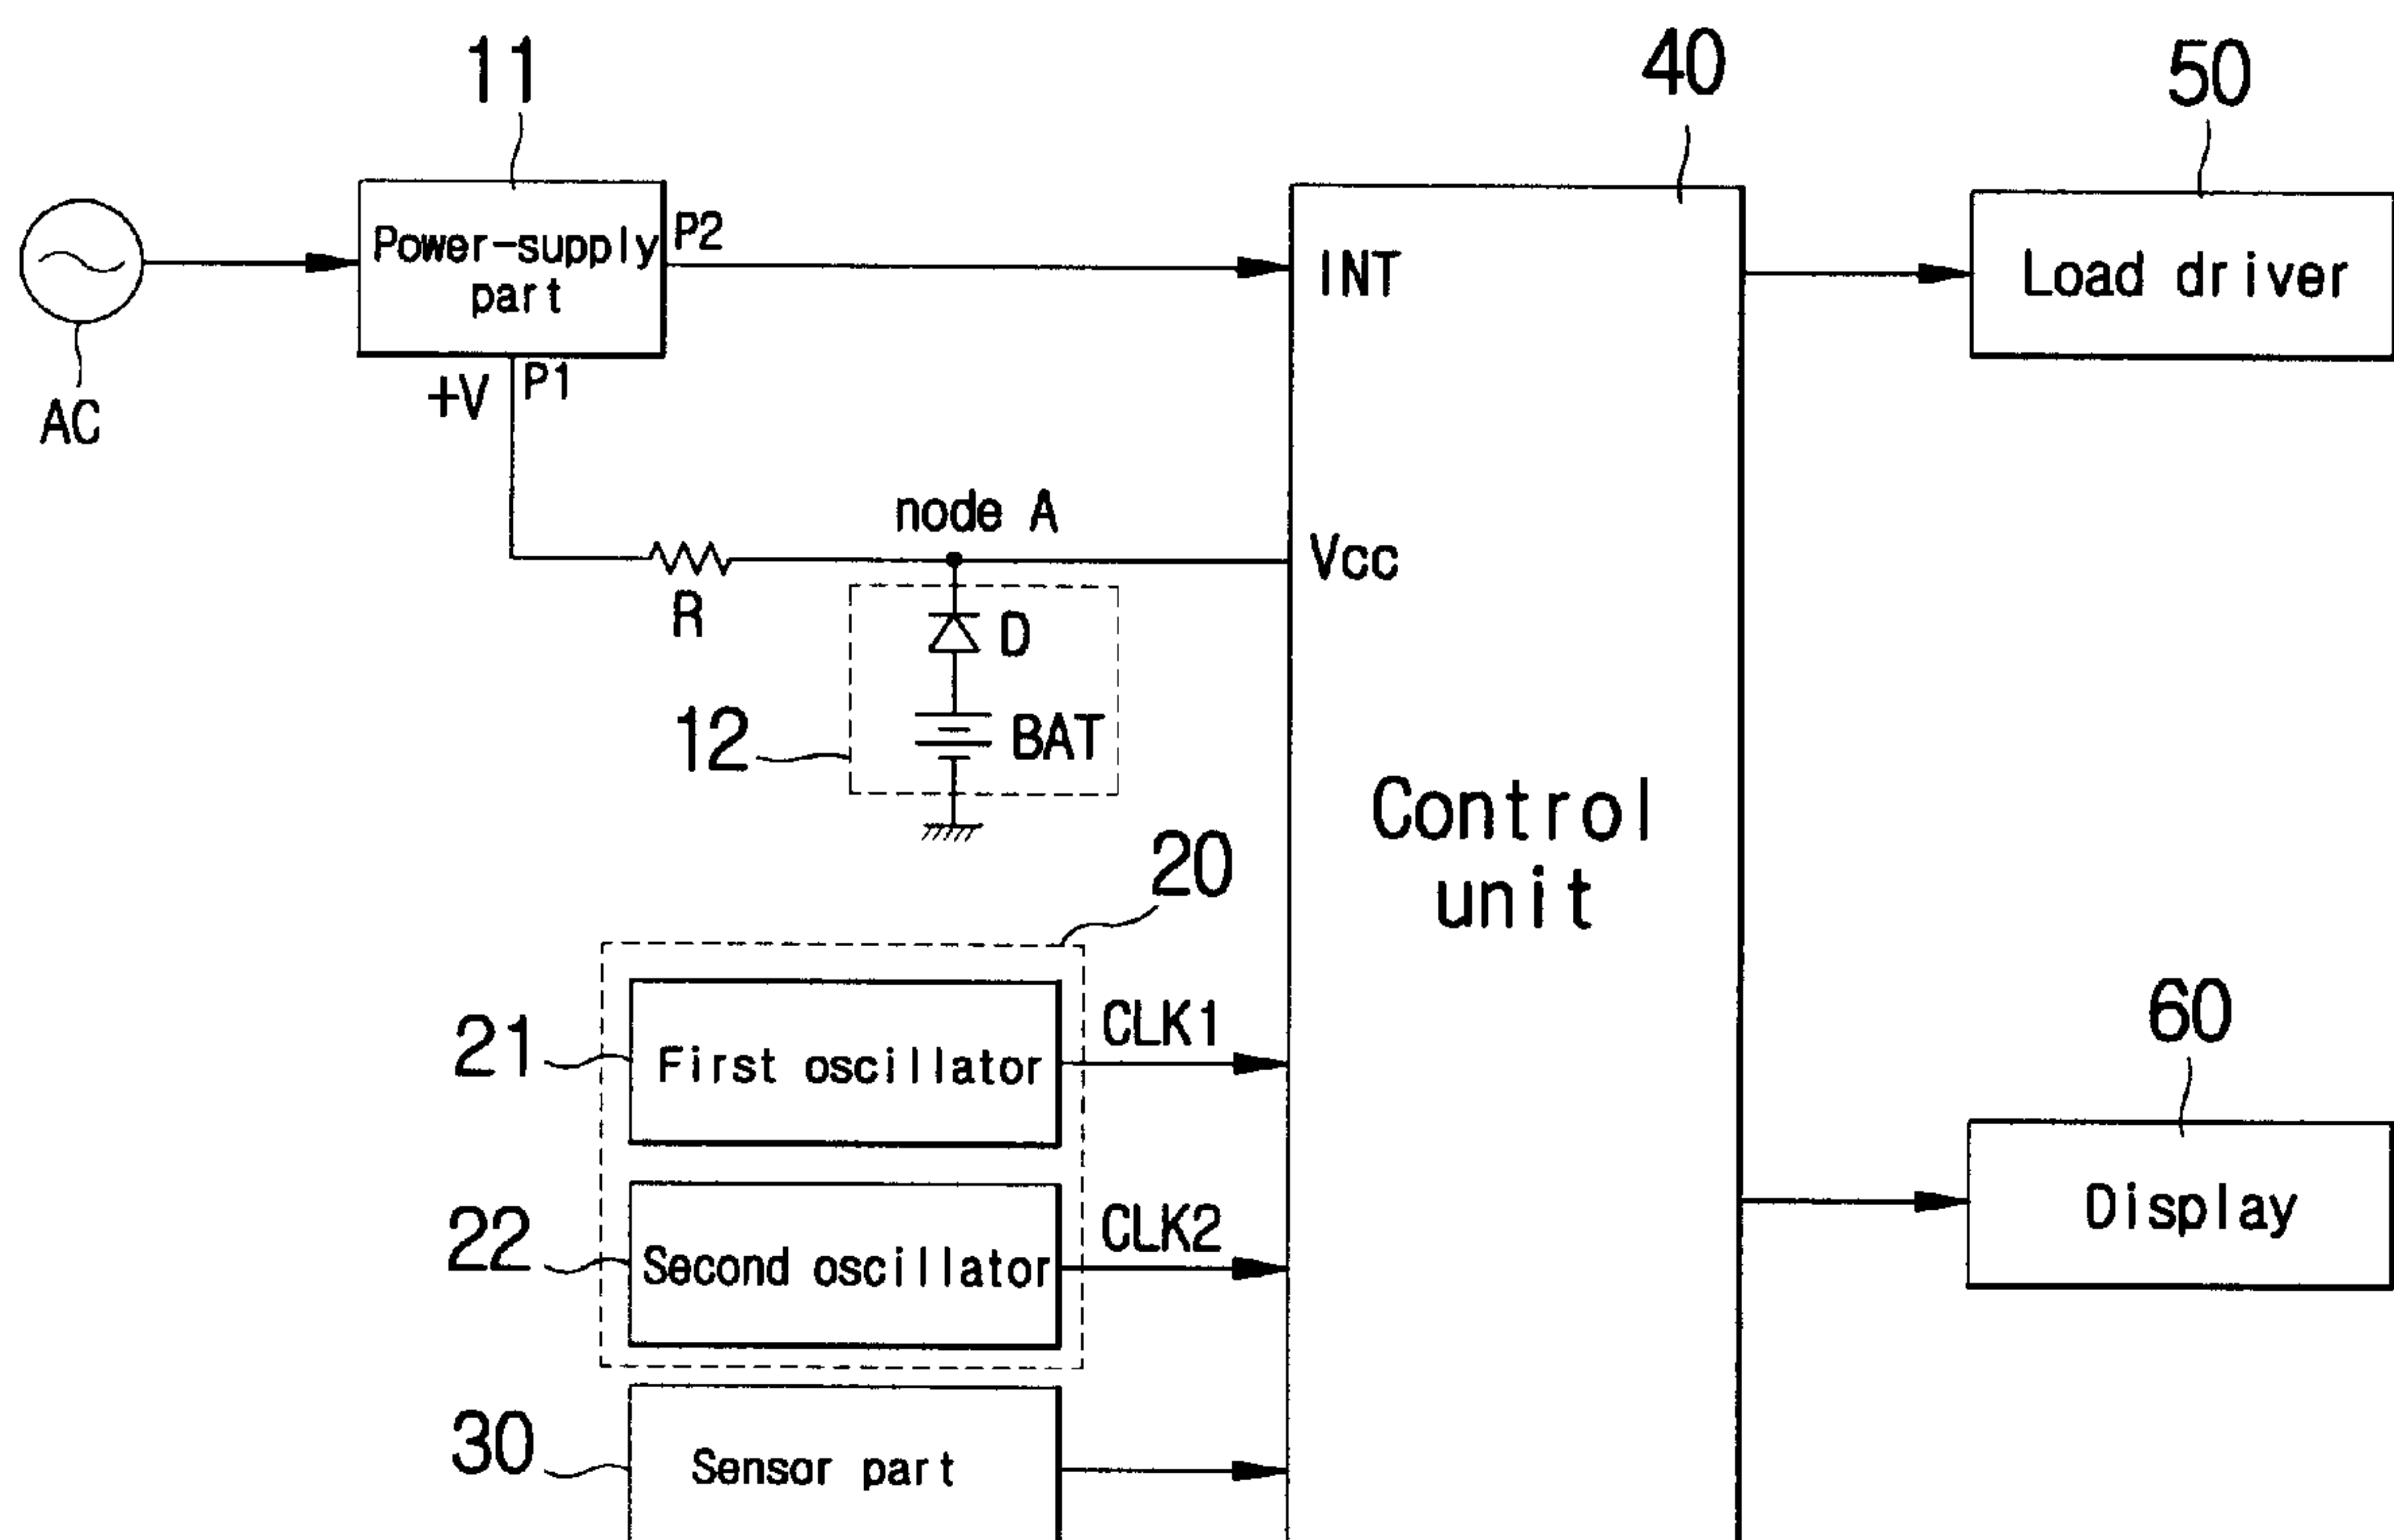 11
40
50
Power-supply
part
P2
INT
Load driver
+V
P1
AC
node A
Vcc
R
D
12
BAT
Control
unit
20
21
First oscillator
CLK1
60
22
Second oscillator
CLK2
Display
30
Sensor part